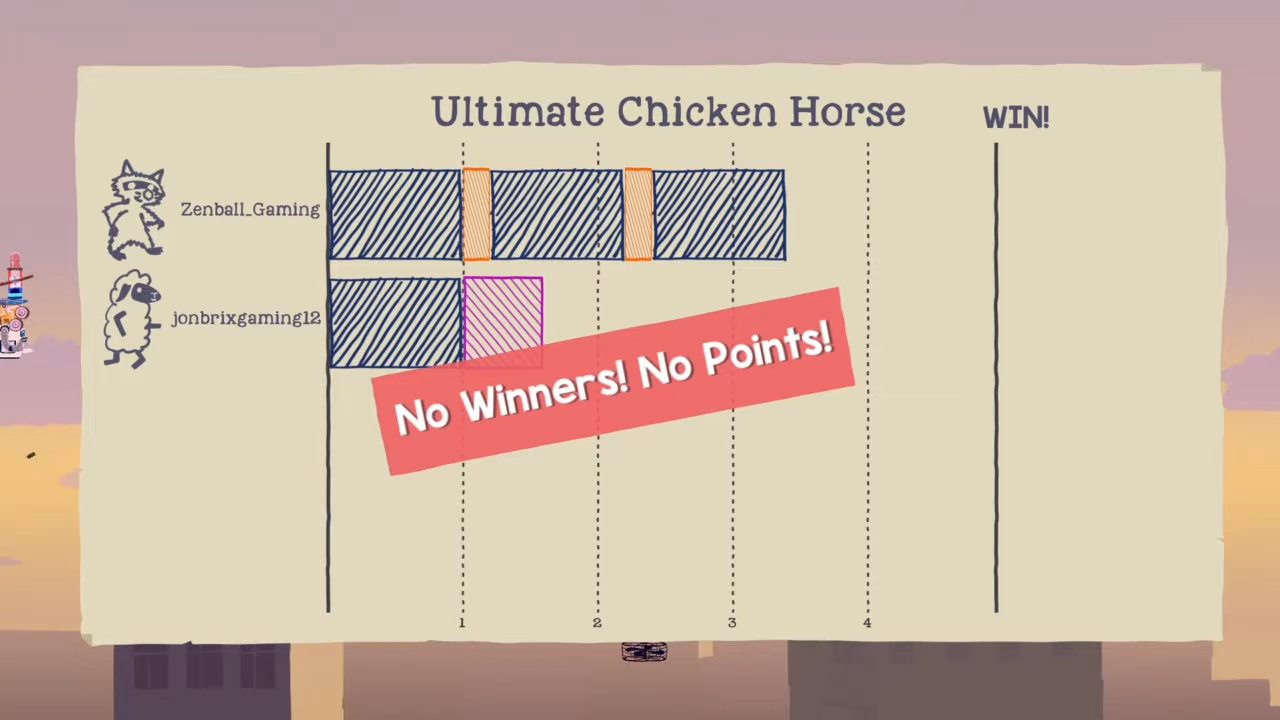 Ultimate Chicken Horse
WIN!
Zenball_Gaming
jonbrixgaming12
No Winners! No Points!
1 2 3 4